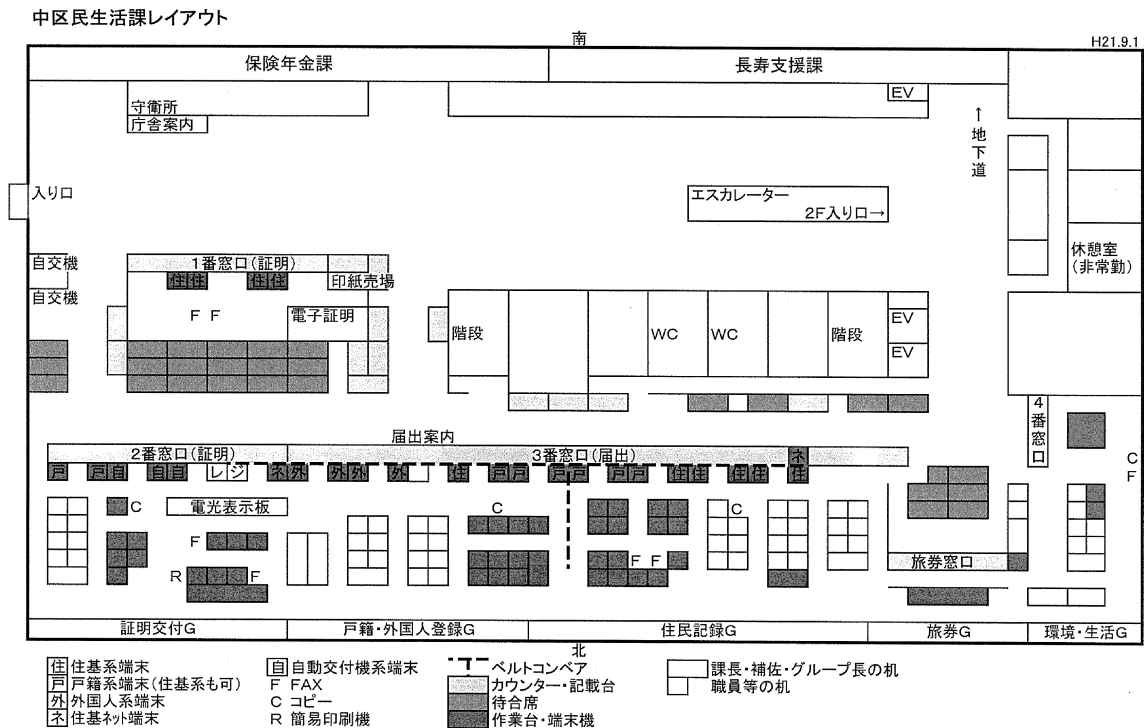 中区民生活課レイアウト
南
H21.9.1
保険年金課
長寿支援課
守衛所
庁舎案内
EV
↑地下道
入り口
エスカレーター
2F入り口→
自交機
1番窓口(証明)
住住 住住
印紙売場
休憩室
(非常勤)
自交機
F F
電子証明
階段
WC
WC
階段
EV
EV
4番窓口
届出案内
2番窓口(証明)
3番窓口(届出)
ネ
戸 戸自 自自 レジ ネ外 外外 外 住 戸戸 戸戸 戸戸 住住 住住 住
C
F
C
電光表示板
C
C
F
F F
旅券窓口
R
F
証明交付G
戸籍・外国人登録G
住民記録G
旅券G
環境・生活G
北
住 住基系端末
戸 戸籍系端末(住基系も可)
外 外国人系端末
ネ 住基ネット端末
自 自動交付機系端末
F FAX
C コピー
R 簡易印刷機
ベルトコンベア
カウンター・記載台
待合席
作業台・端末機
課長・補佐・グループ長の机
職員等の机